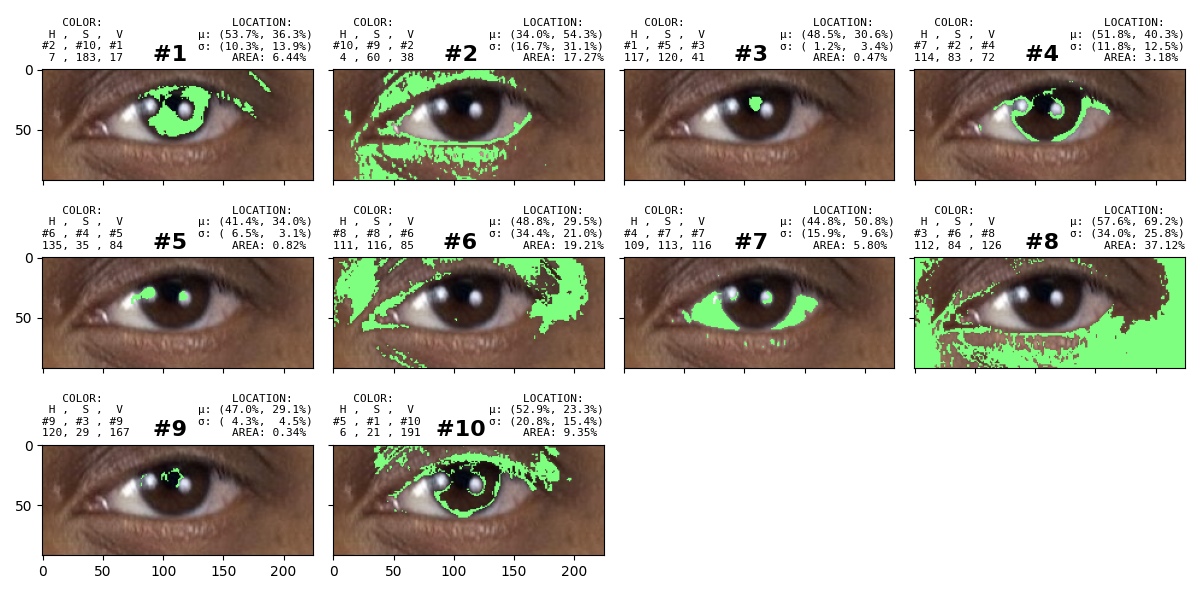 COLOR: LOCATION:
H , S , V μ: (53.7%, 36.3%)
#2 , #10, #1 #1 σ: (10.3%, 13.9%)
7 , 183, 17 AREA: 6.44%
COLOR: LOCATION:
H , S , V μ: (34.0%, 54.3%)
#10, #9 , #2 #2 σ: (16.7%, 31.1%)
4 , 60 , 38 AREA: 17.27%
COLOR: LOCATION:
H , S , V μ: (48.5%, 30.6%)
#1 , #5 , #3 #3 σ: ( 1.2%, 3.4%)
117, 120, 41 AREA: 0.47%
COLOR: LOCATION:
H , S , V μ: (51.8%, 40.3%)
#7 , #2 , #4 #4 σ: (11.8%, 12.5%)
114, 83 , 72 AREA: 3.18%
0
50
COLOR: LOCATION:
H , S , V μ: (41.4%, 34.0%)
#6 , #4 , #5 #5 σ: ( 6.5%, 3.1%)
135, 35 , 84 AREA: 0.82%
COLOR: LOCATION:
H , S , V μ: (48.8%, 29.5%)
#8 , #8 , #6 #6 σ: (34.4%, 21.0%)
111, 116, 85 AREA: 19.21%
COLOR: LOCATION:
H , S , V μ: (44.8%, 50.8%)
#4 , #7 , #7 #7 σ: (15.9%, 9.6%)
109, 113, 116 AREA: 5.80%
COLOR: LOCATION:
H , S , V μ: (57.6%, 69.2%)
#3 , #6 , #8 #8 σ: (34.0%, 25.8%)
112, 84 , 126 AREA: 37.12%
0
50
COLOR: LOCATION:
H , S , V μ: (47.0%, 29.1%)
#9 , #3 , #9 #9 σ: ( 4.3%, 4.5%)
120, 29 , 167 AREA: 0.34%
COLOR: LOCATION:
H , S , V μ: (52.9%, 23.3%)
#5 , #1 , #10 #10 σ: (20.8%, 15.4%)
6 , 21 , 191 AREA: 9.35%
0
50
0 50 100 150 200
0 50 100 150 200